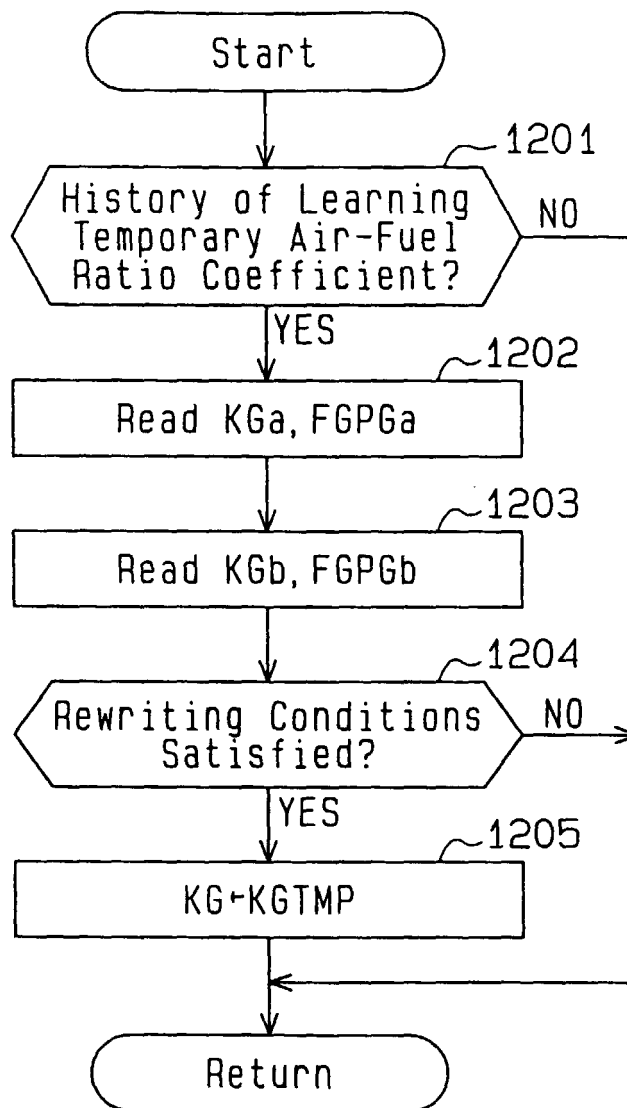 Start
1201
History of Learning
Temporary Air-Fuel
Ratio Coefficient?
NO
YES
1202
Read KGa, FGPGa
1203
Read KGb, FGPGb
1204
Rewriting Conditions
Satisfied?
NO
YES
1205
KG←KGTMP
Return